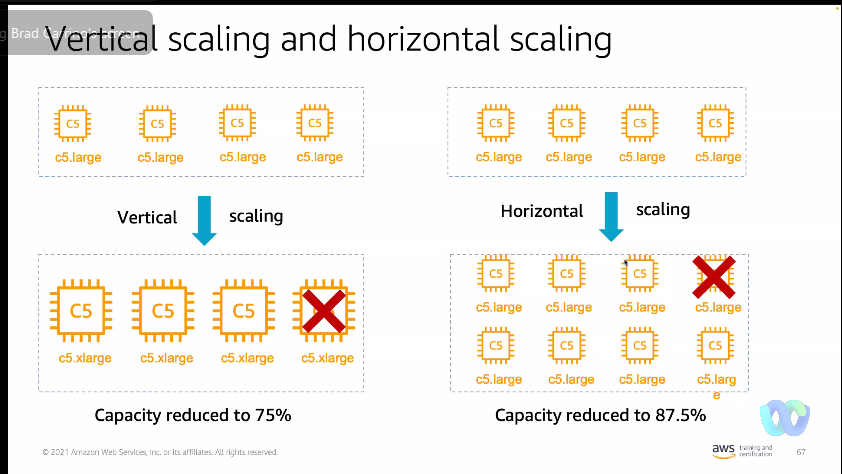 Vertical scaling and horizontal scaling
g Brad Carringo's screen
C5 C5 C5 C5
c5.large c5.large c5.large c5.large
Vertical scaling
C5 C5 C5
c5.xlarge c5.xlarge c5.xlarge c5.xlarge
Capacity reduced to 75%
C5 C5 C5 C5
c5.large c5.large c5.large c5.large
Horizontal scaling
C5 C5 C5
c5.large c5.large c5.large c5.large
C5 C5 C5 C5
c5.large c5.large c5.large c5.larg
e
Capacity reduced to 87.5%
© 2021 Amazon Web Services, Inc. or its affiliates. All rights reserved.
aws training and
certification
67